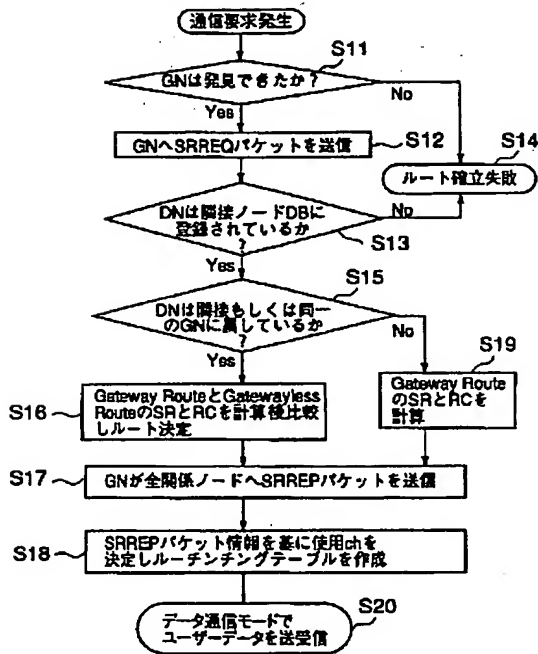 通信要求発生
S11
GNは発見できたか?
No
Yes
GNへSRREQパケットを送信
S12
S14
ルート確立失敗
DNは隣接ノードDBに
登録されているか
?
No
S13
Yes
S15
DNは隣接もしくは同一
のGNに属しているか
?
No
Yes
S19
S16
Gateway RouteとGatewayless
RouteのSRとRCを計算後比較
しルート決定
Gateway Route
のSRとRCを
計算
S17
GNが全関係ノードへSRREPパケットを送信
S18
SRREPパケット情報を基に使用chを
決定しルーチンチングテーブルを作成
S20
データ通信モードで
ユーザーデータを送受信